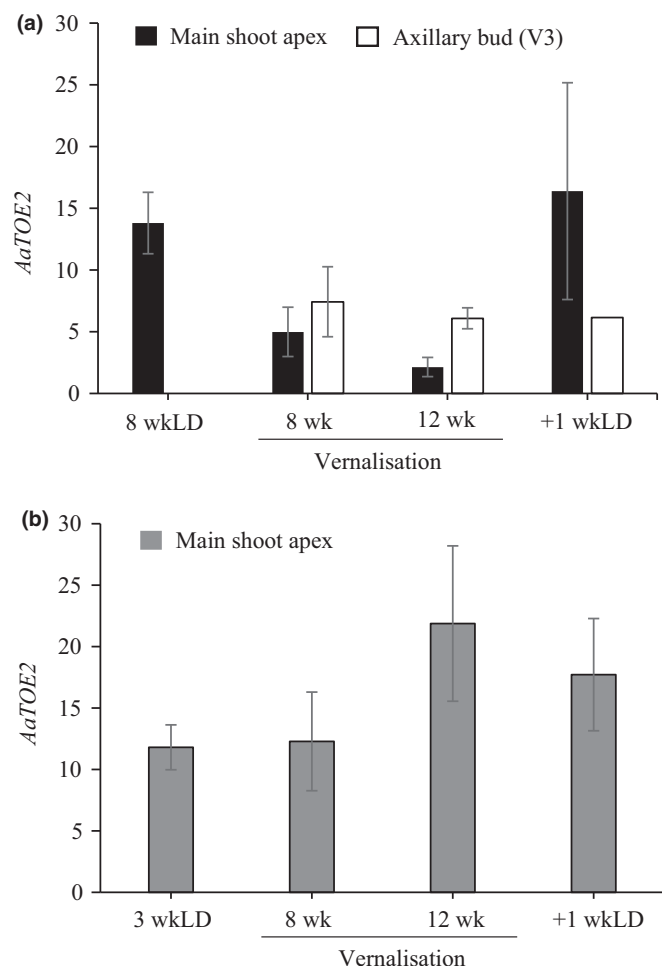 (a)
30
Main shoot apex Axillary bud (V3)
25
20
15
10
5
0
AaTOE2
8 wkLD 8 wk 12 wk +1 wkLD
Vernalisation
(b)
30
Main shoot apex
25
20
15
10
5
0
AaTOE2
3 wkLD 8 wk 12 wk +1 wkLD
Vernalisation